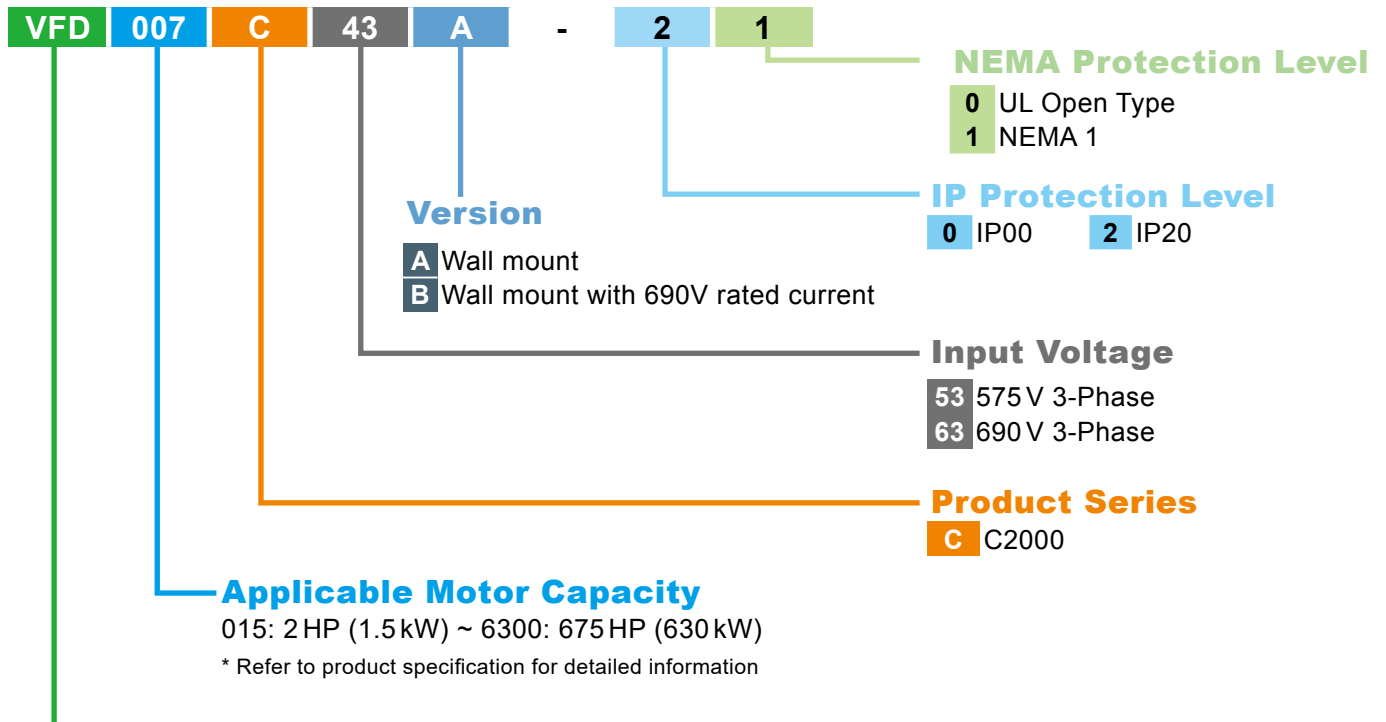 VFD 007 C 43 A - 2 1
NEMA Protection Level
0 UL Open Type
1 NEMA 1
IP Protection Level
0 IP00 2 IP20
Version
A Wall mount
B Wall mount with 690V rated current
Input Voltage
53 575 V 3-Phase
63 690 V 3-Phase
Product Series
C C2000
Applicable Motor Capacity
015: 2 HP (1.5 kW) ~ 6300: 675 HP (630 kW)
* Refer to product specification for detailed information